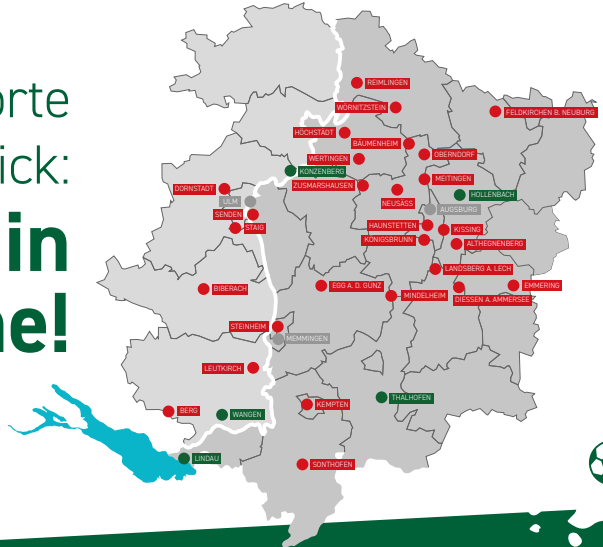 orte
ick:
in
ne!
REIMLINGEN
WÖRNITZSTEIN
FELDKIRCHEN B. NEUBURG
HÖCHSTÄDT
BÄUMENHEIM
OBERNDORF
WERTINGEN
KONZENBERG
ZUSMARSHAUSEN
MEITINGEN
DORNSTADT
HOLLENBACH
ULM
NEUSÄSS
AUGSBURG
SENDEN
STAIG
HAUNSTETTEN
KISSING
KÖNIGSBRUNN
ALTHEGNENBERG
LANDSBERG A. LECH
BIBERACH
EGG A. D. GÜNZ
MINDELHEIM
EMMERING
DIESSEN A. AMMERSEE
STEINHEIM
MEMMINGEN
LEUTKIRCH
THALHOFEN
BERG
WANGEN
KEMPTEN
LINDAU
SONTHOFEN